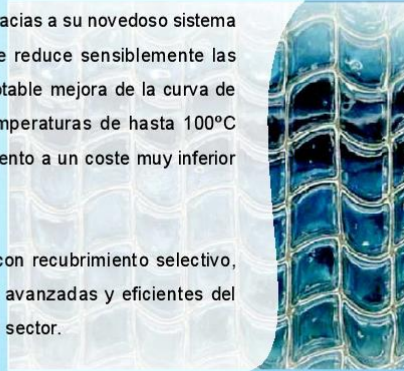 acias a su novedoso sistema
e reduce sensiblemente las
otable mejora de la curva de
mperaturas de hasta 100ºC
ento a un coste muy inferior
con recubrimiento selectivo,
avanzadas y eficientes del
sector.